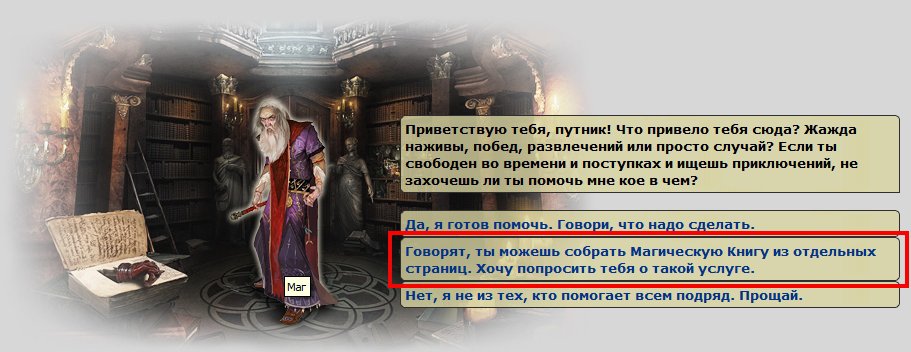 Приветствую тебя, путник! Что привело тебя сюда? Жажда
наживы, побед, развлечений или просто случай? Если ты
свободен во времени и поступках и ищешь приключений, не
захочешь ли ты помочь мне кое в чем?
Да, я готов помочь. Говори, что надо сделать.
Говорят, ты можешь собрать Магическую Книгу из отдельных
страниц. Хочу попросить тебя о такой услуге.
Нет, я не из тех, кто помогает всем подряд. Прощай.
Маг